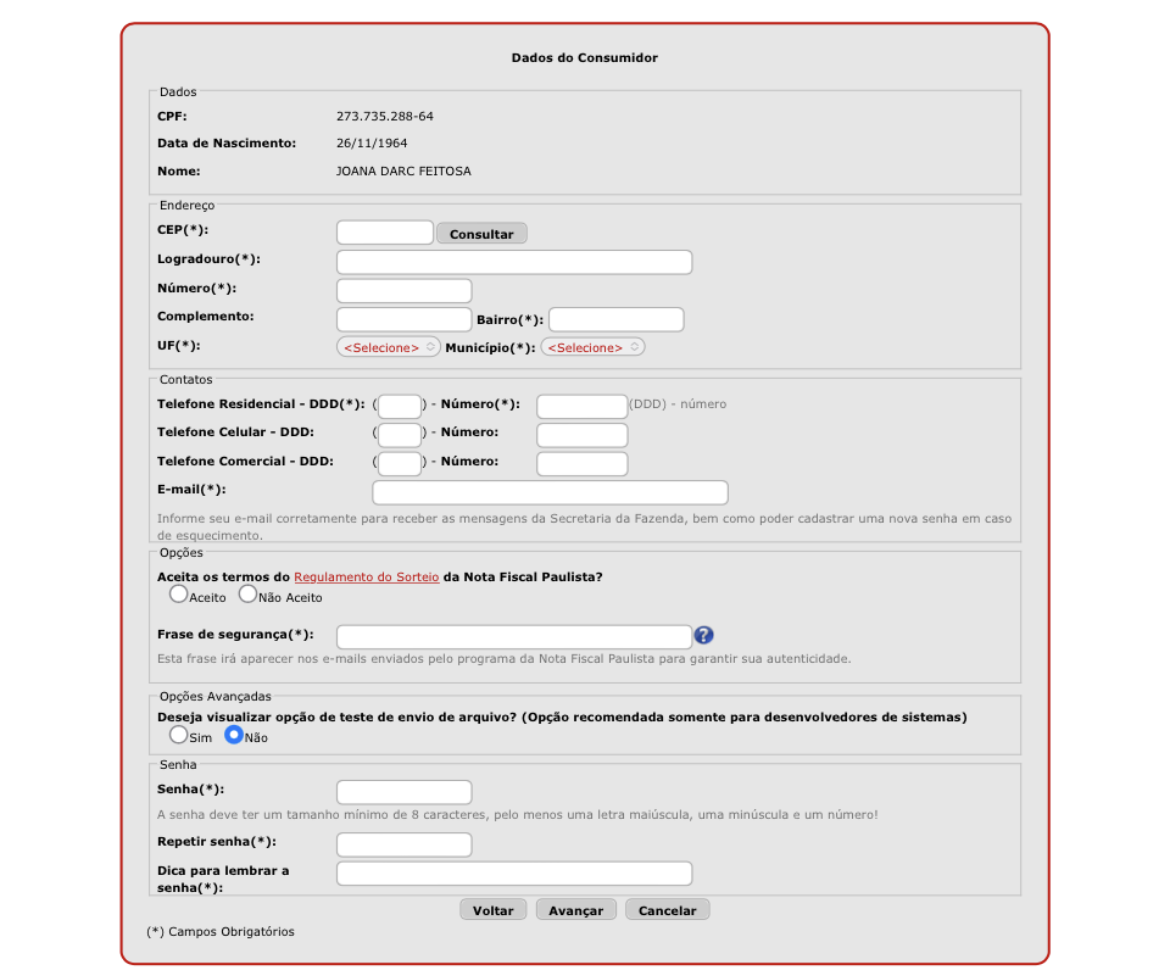 Dados do Consumidor
Dados
CPF: 273.735.288-64
Data de Nascimento: 26/11/1964
Nome: JOANA DARC FEITOSA
Endereço
CEP(*): Consultar
Logradouro(*):
Número(*):
Complemento: Bairro(*):
UF(*): <Selecione> Município(*): <Selecione>
Contatos
Telefone Residencial - DDD(*): ( ) - Número(*): (DDD) - número
Telefone Celular - DDD: ( ) - Número:
Telefone Comercial - DDD: ( ) - Número:
E-mail(*):
Informe seu e-mail corretamente para receber as mensagens da Secretaria da Fazenda, bem como poder cadastrar uma nova senha em caso
de esquecimento.
Opções
Aceita os termos do Regulamento do Sorteio da Nota Fiscal Paulista?
Aceito Não Aceito
Frase de segurança(*): ?
Esta frase irá aparecer nos e-mails enviados pelo programa da Nota Fiscal Paulista para garantir sua autenticidade.
Opções Avançadas
Deseja visualizar opção de teste de envio de arquivo? (Opção recomendada somente para desenvolvedores de sistemas)
Sim Não
Senha
Senha(*):
A senha deve ter um tamanho mínimo de 8 caracteres, pelo menos uma letra maiúscula, uma minúscula e um número!
Repetir senha(*):
Dica para lembrar a
senha(*):
Voltar Avançar Cancelar
(*) Campos Obrigatórios